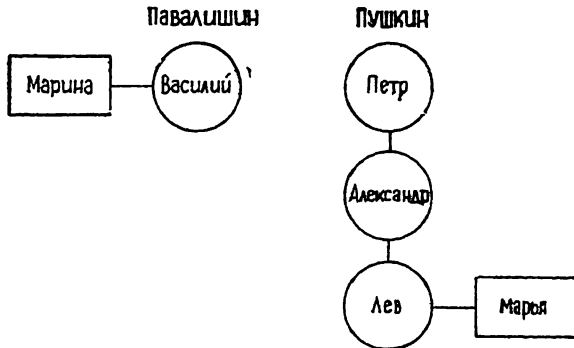 Павалишин Пушкин
Марина Василий Петр
Александр
Лев Марья